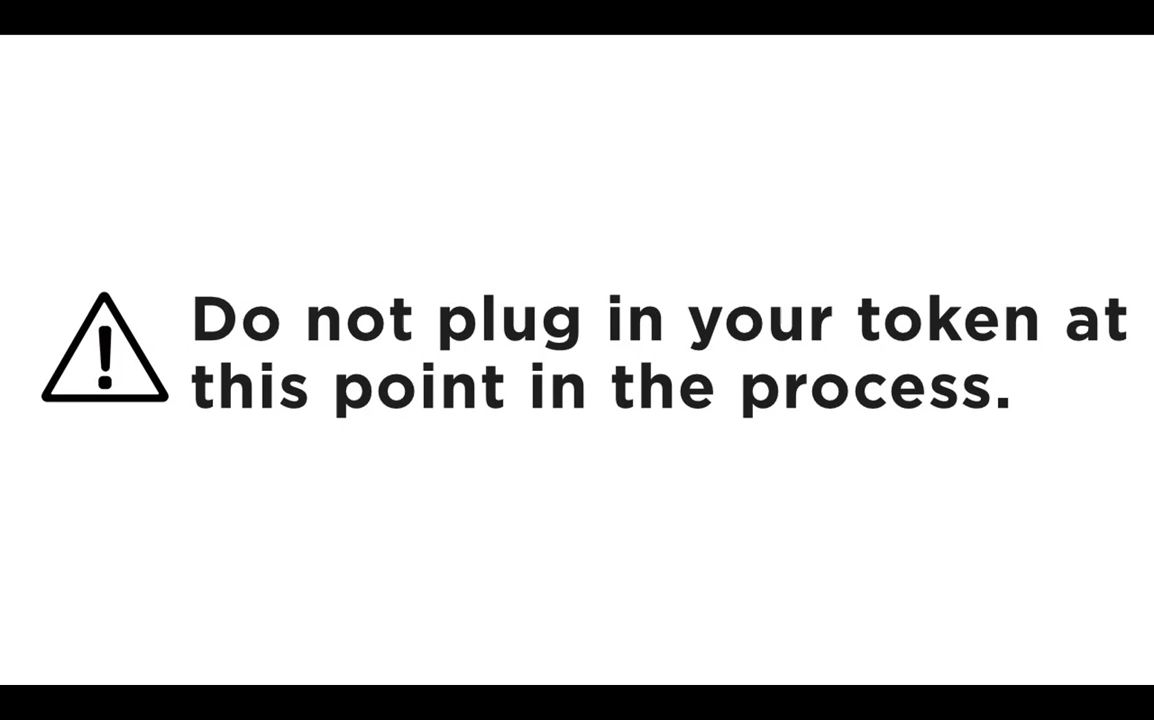 Do not plug in your token at
this point in the process.